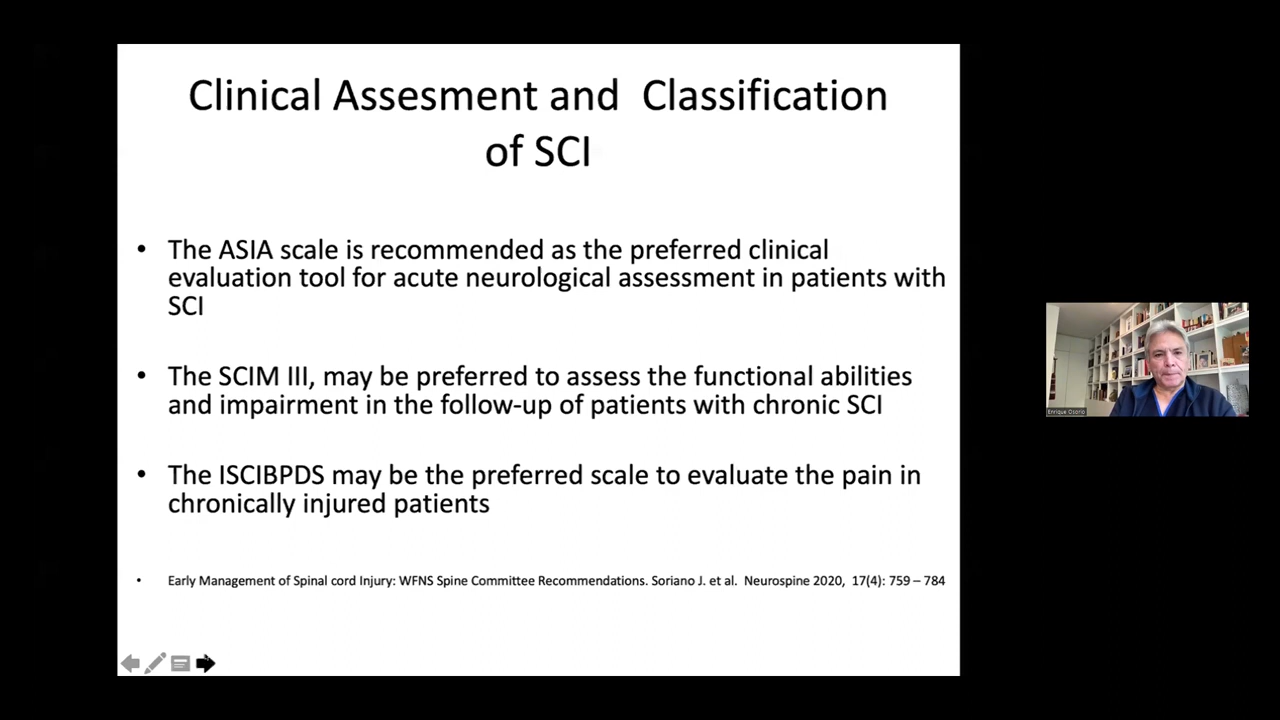 Clinical Assesment and  Classification
of SCI
• The ASIA scale is recommended as the preferred clinical
evaluation tool for acute neurological assessment in patients with
SCI
• The SCIM III, may be preferred to assess the functional abilities
and impairment in the follow-up of patients with chronic SCI
• The ISCIBPDS may be the preferred scale to evaluate the pain in
chronically injured patients
• Early Management of Spinal cord Injury: WFNS Spine Committee Recommendations. Soriano J. et al.  Neurospine 2020,  17(4): 759 – 784
Enrique Osorio